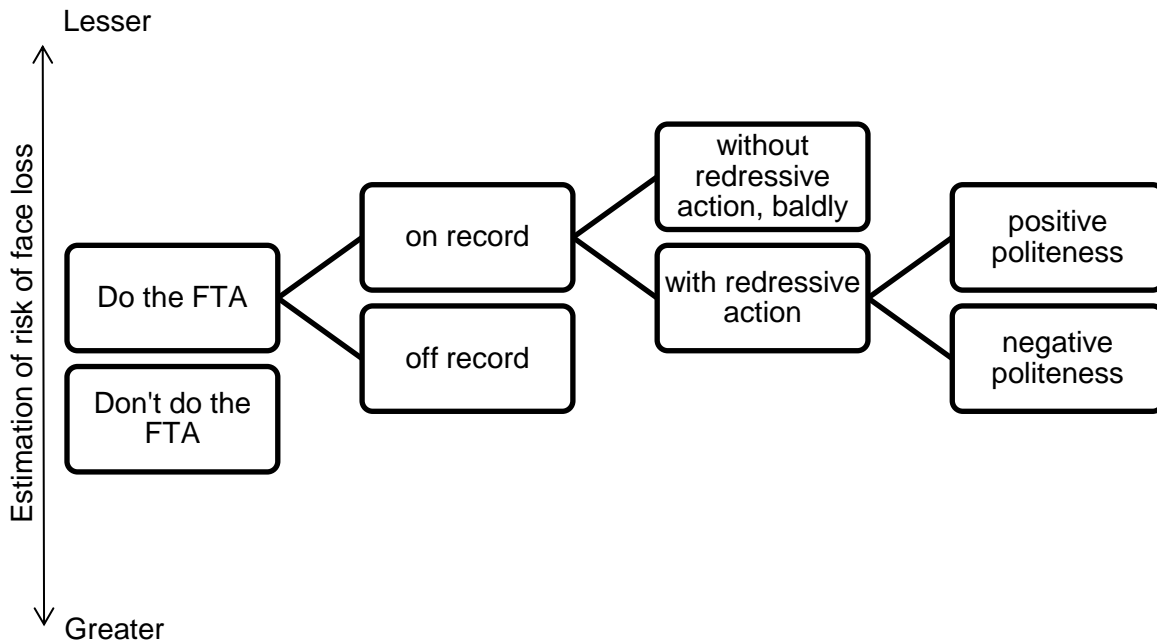 Lesser
Estimation of risk of face loss
Do the FTA
Don't do the
FTA
on record
off record
without
redressive
action, baldly
with redressive
action
positive
politeness
negative
politeness
Greater